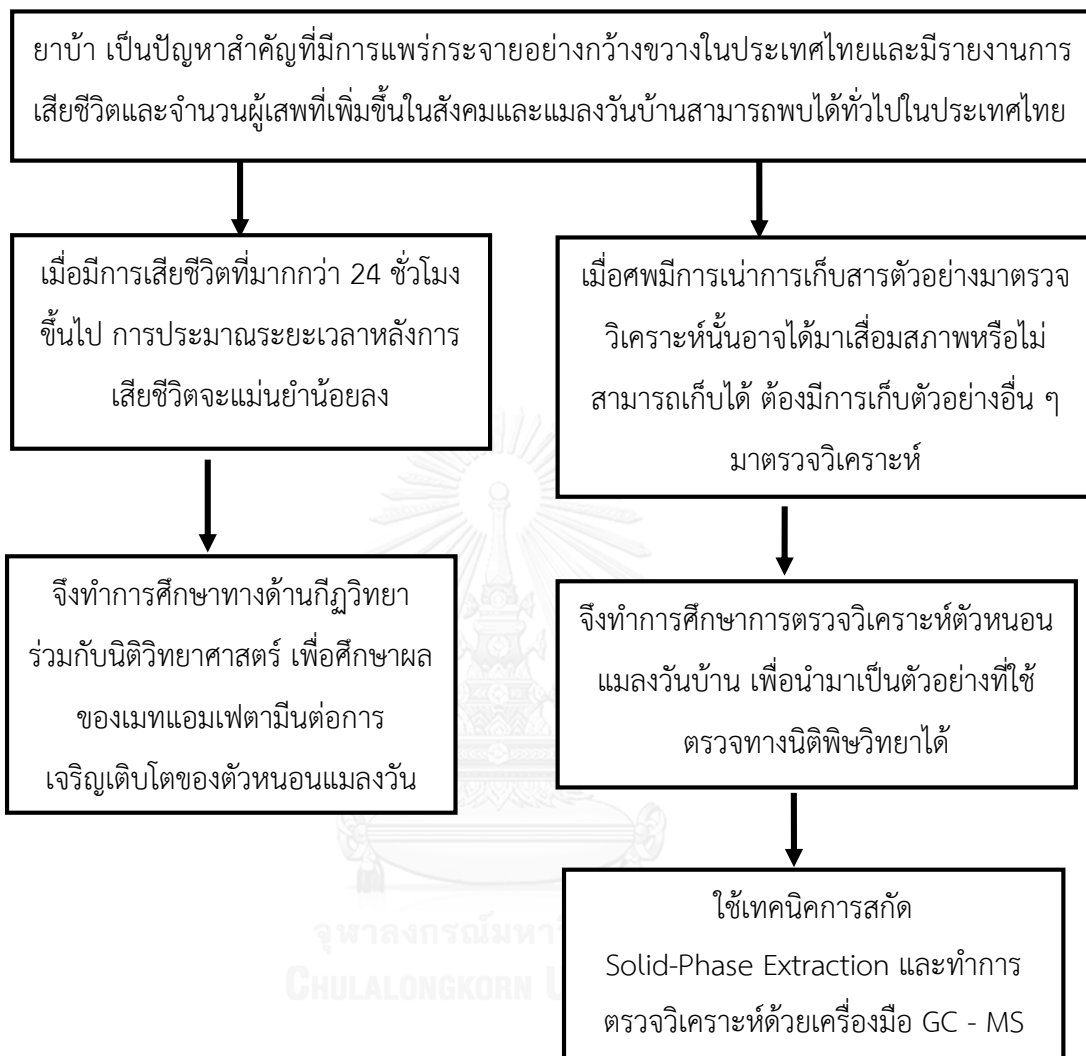 ยาบ้า เป็นปัญหาสำคัญที่มีการแพร่กระจายอย่างกว้างขวางในประเทศไทยและมีรายงานการ
เสียชีวิตและจำนวนผู้เสพที่เพิ่มขึ้นในสังคมและแมลงวันบ้านสามารถพบได้ทั่วไปในประเทศไทย
เมื่อมีการเสียชีวิตที่มากกว่า 24 ชั่วโมง
ขึ้นไป การประมาณระยะเวลาหลังการ
เสียชีวิตจะแม่นยำน้อยลง
จึงทำการศึกษาทางด้านกีฏวิทยา
ร่วมกับนิติวิทยาศาสตร์ เพื่อศึกษาผล
ของเมทแอมเฟตามีนต่อการ
เจริญเติบโตของตัวหนอนแมลงวัน
เมื่อศพมีการเน่าการเก็บสารตัวอย่างมาตรวจ
วิเคราะห์นั้นอาจได้มาเสื่อมสภาพหรือไม่
สามารถเก็บได้ ต้องมีการเก็บตัวอย่างอื่น ๆ
มาตรวจวิเคราะห์
จึงทำการศึกษาการตรวจวิเคราะห์ตัวหนอน
แมลงวันบ้าน เพื่อนำมาเป็นตัวอย่างที่ใช้
ตรวจทางนิติพิษวิทยาได้
ใช้เทคนิคการสกัด
Solid-Phase Extraction และทำการ
ตรวจวิเคราะห์ด้วยเครื่องมือ GC - MS
จุฬาลงกรณ์มหาวิ
CHULALONGKORN U